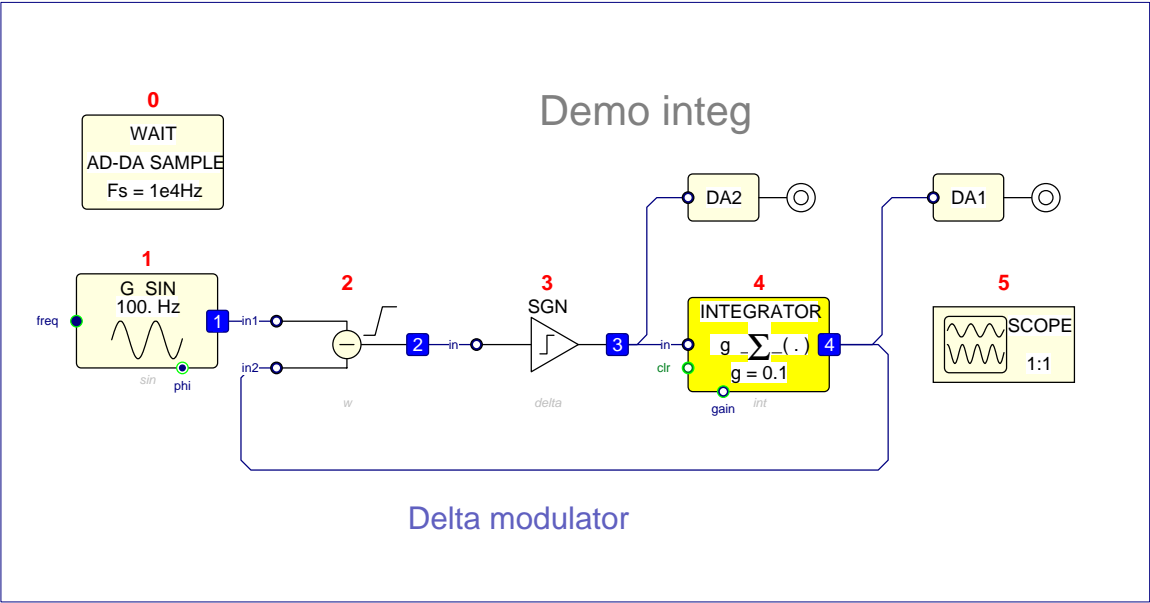 Demo integ
0
WAIT
AD-DA SAMPLE
Fs = 1e4Hz
DA2
DA1
1
G SIN
100. Hz
freq
1
sin
phi
2
in1
in2
2
w
3
SGN
in
3
delta
4
INTEGRATOR
in
g _∑_( . )
4
clr
g = 0.1
gain
int
5
SCOPE
1:1
Delta modulator